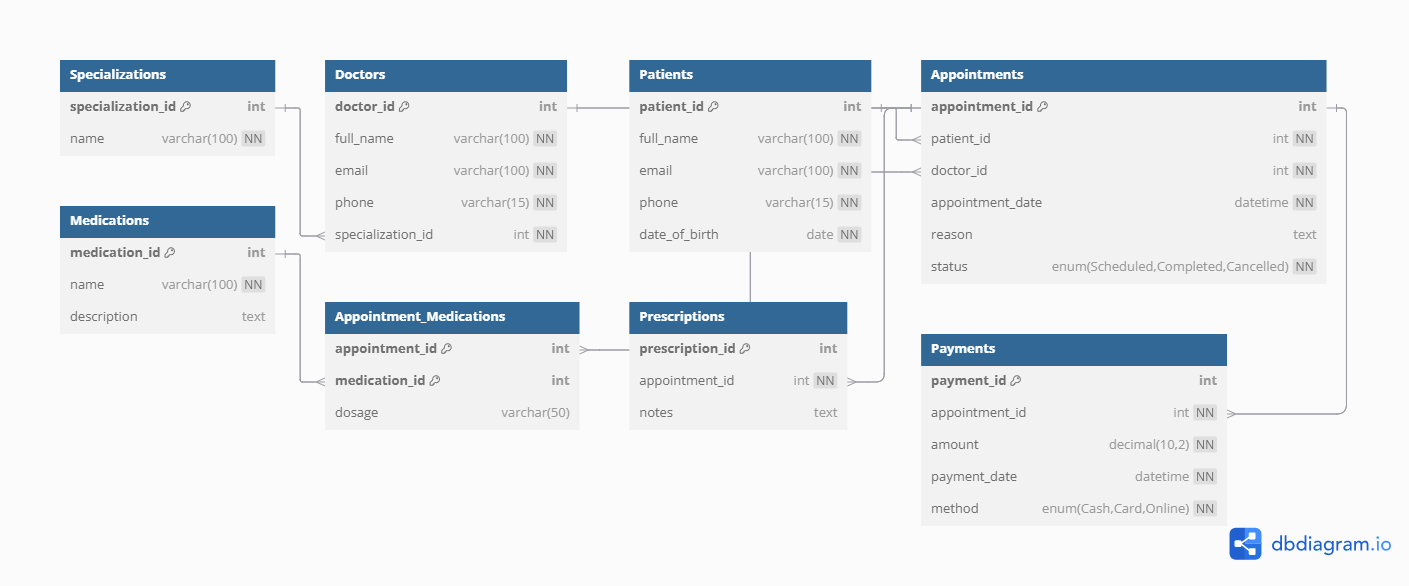 Specializations
specialization_id int
name varchar(100) NN
Doctors
doctor_id int
full_name varchar(100) NN
email varchar(100) NN
phone varchar(15) NN
specialization_id int NN
Patients
patient_id int
full_name varchar(100) NN
email varchar(100) NN
phone varchar(15) NN
date_of_birth date NN
Appointments
appointment_id int
patient_id int NN
doctor_id int NN
appointment_date datetime NN
reason text
status enum(Scheduled,Completed,Cancelled) NN
Medications
medication_id int
name varchar(100) NN
description text
Appointment_Medications
appointment_id int
medication_id int
dosage varchar(50)
Prescriptions
prescription_id int
appointment_id int NN
notes text
Payments
payment_id int
appointment_id int NN
amount decimal(10,2) NN
payment_date datetime NN
method enum(Cash,Card,Online) NN
dbdiagram.io